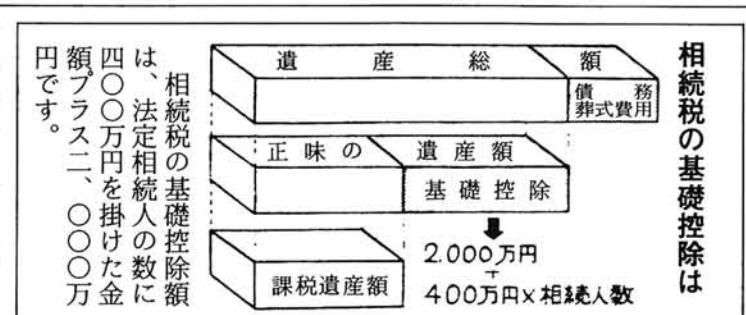 相続税の基礎控除は
遺産総額
債務
葬式費用
正味の遺産額
基礎控除
2.000万円
+
400万円×相続人数
課税遺産額
相続税の基礎控除額
は、法定相続人の数に
四〇〇万円を掛けた金
額プラス二、〇〇〇万
円です。